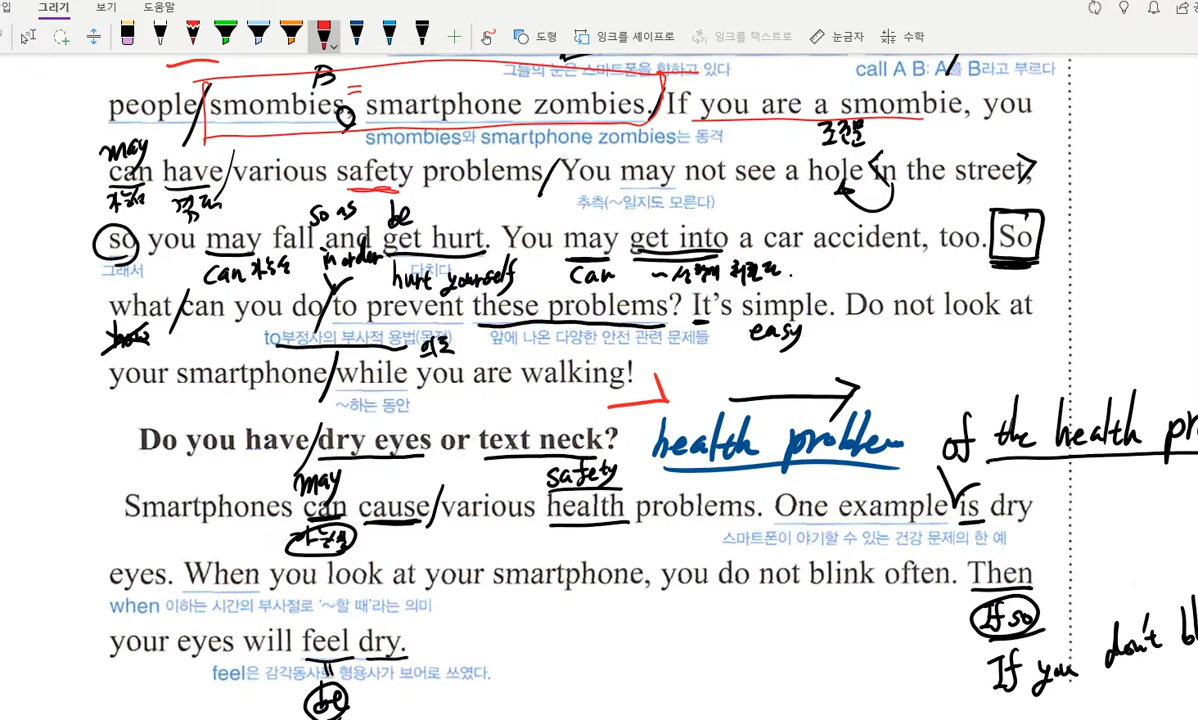 그리기 보기 도움말
도형 잉크를 셰이프로 잉크를 텍스트로 눈금자 수학
그들의 눈은 스마트폰을 향하고 있다 call A B: A를 B라고 부르다
B
people smombies, = smartphone zombies. If you are a smombie, you
smombies와 smartphone zombies는 동격
may
can have various safety problems. You may not see a hole in the street,
추측(~일지도 모른다)
so as be
so you may fall and get hurt. You may get into a car accident, too. So
그래서 can 가능성 in order 다치다 hurt yourself can
what can you do to prevent these problems? It's simple. Do not look at
how to부정사의 부사적 용법(목적) 의도 앞에 나온 다양한 안전 관련 문제들 easy
your smartphone while you are walking!
~하는 동안
Do you have dry eyes or text neck? health problem of the health
may safety
Smartphones can cause various health problems. One example is dry
가능성 스마트폰이 야기할 수 있는 건강 문제의 한 예
eyes. When you look at your smartphone, you do not blink often. Then
when 이하는 시간의 부사절로 '~할 때'라는 의미 If so
your eyes will feel dry. If you don't
feel은 감각동사로 형용사가 보어로 쓰였다.
be